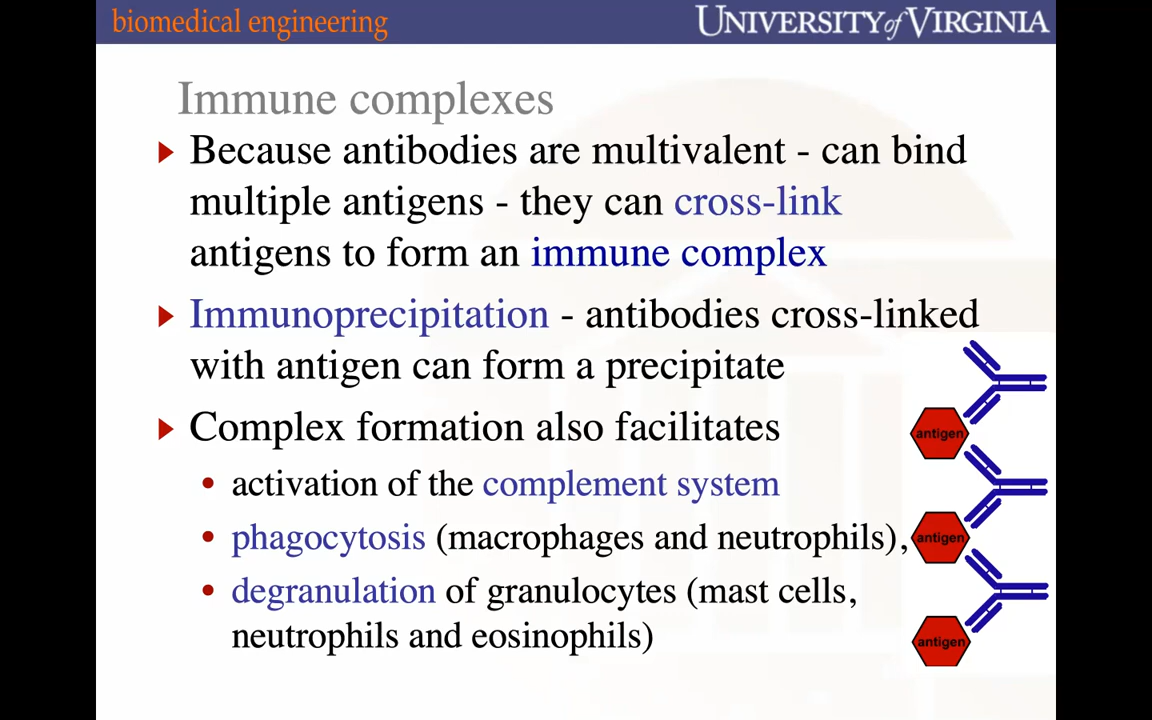 biomedical engineering
UNIVERSITY of VIRGINIA
Immune complexes
Because antibodies are multivalent - can bind
multiple antigens - they can cross-link
antigens to form an immune complex
Immunoprecipitation - antibodies cross-linked
with antigen can form a precipitate
Complex formation also facilitates
• activation of the complement system
• phagocytosis (macrophages and neutrophils),
• degranulation of granulocytes (mast cells,
neutrophils and eosinophils)
antigen
antigen
antigen